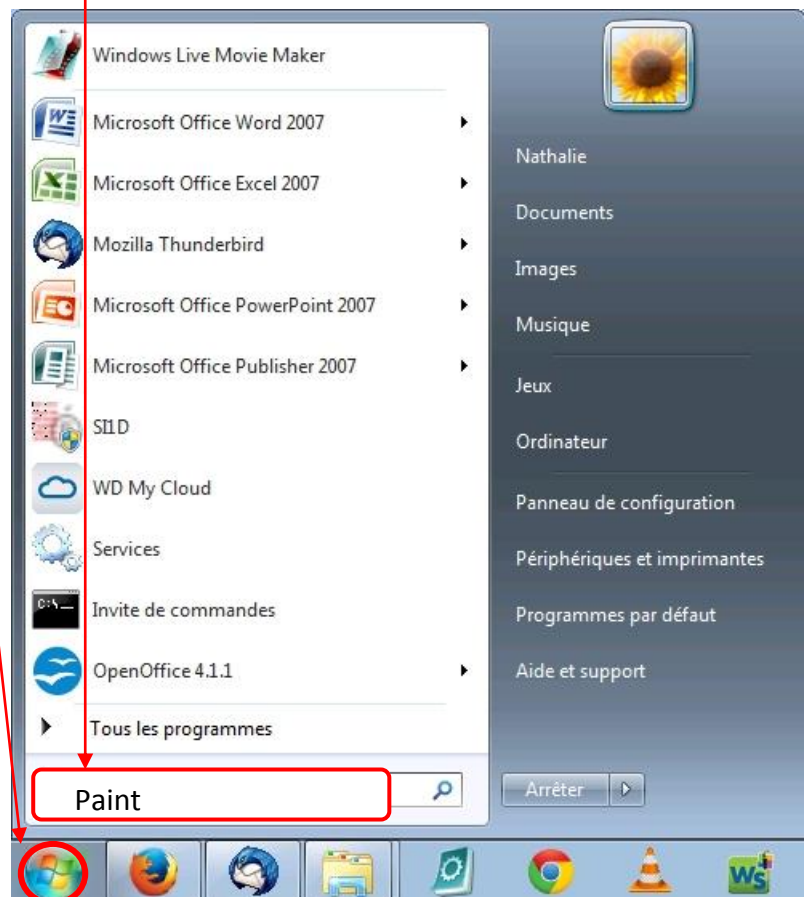 Windows Live Movie Maker
Microsoft Office Word 2007
Microsoft Office Excel 2007
Mozilla Thunderbird
Microsoft Office PowerPoint 2007
Microsoft Office Publisher 2007
SI1D
WD My Cloud
Services
C:\
Invite de commandes
OpenOffice 4.1.1
Tous les programmes
Paint
Nathalie
Documents
Images
Musique
Jeux
Ordinateur
Panneau de configuration
Périphériques et imprimantes
Programmes par défaut
Aide et support
Arrêter
WS